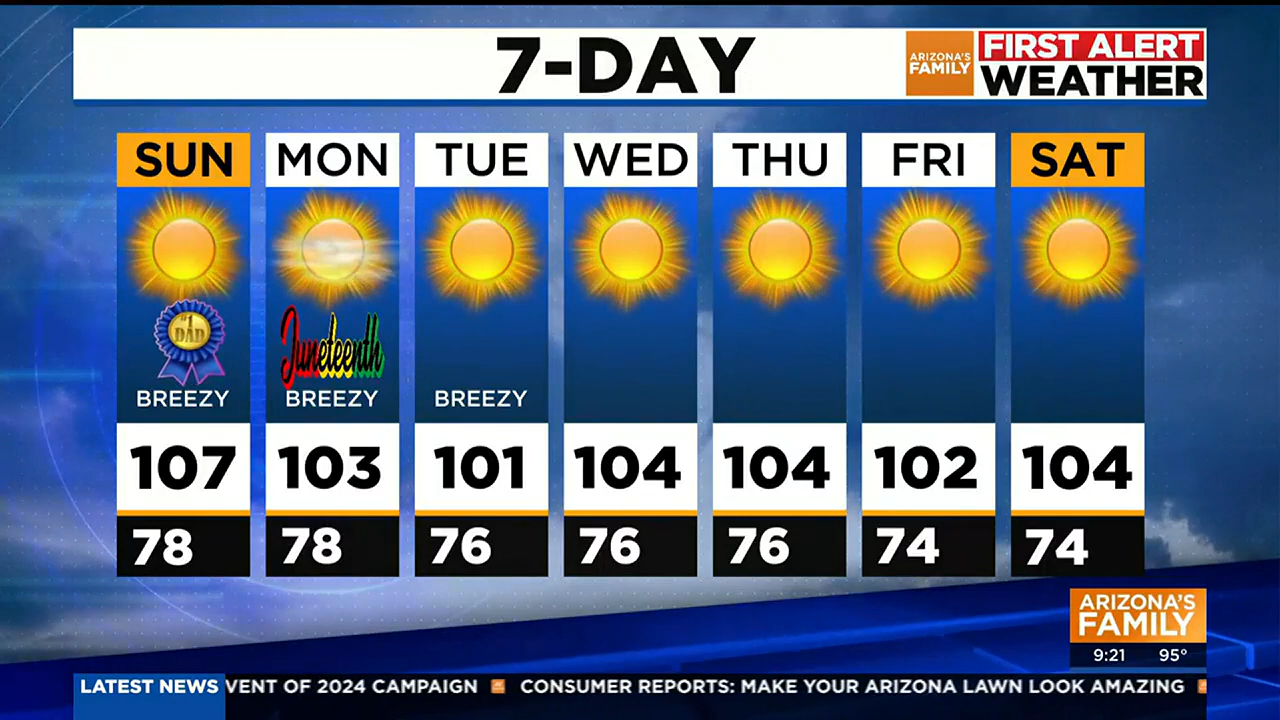 7-DAY
ARIZONA'S
FAMILY
FIRST ALERT
WEATHER
SUN MON TUE WED THU FRI SAT
#1
DAD
Juneteenth
BREEZY BREEZY BREEZY
107 103 101 104 104 102 104
78 78 76 76 76 74 74
ARIZONA'S
FAMILY
9:21 95°
LATEST NEWS VENT OF 2024 CAMPAIGN CONSUMER REPORTS: MAKE YOUR ARIZONA LAWN LOOK AMAZING